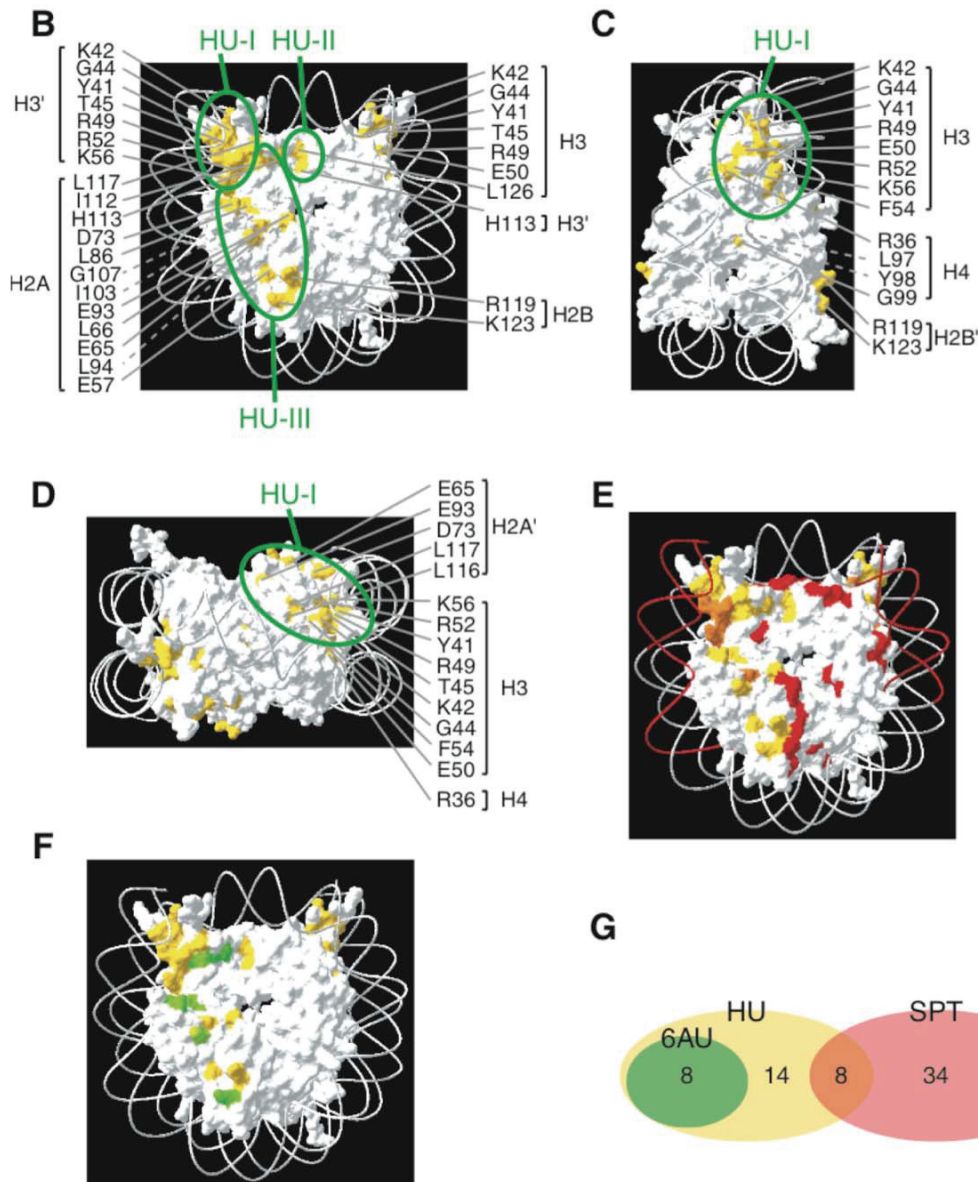 B
HU-I HU-II
H3'
K42
G44
Y41
T45
R49
R52
K56
H2A
L117
I112
H113
D73
L86
G107
I103
E93
L66
E65
L94
E57
K42
G44
Y41
T45
R49
E50
L126
H3
H113 H3'
R119
K123
H2B
HU-III
C
HU-I
K42
G44
Y41
R49
E50
R52
K56
F54
H3
R36
L97
Y98
G99
H4
R119
K123
H2B'
D
HU-I
E65
E93
D73
L117
L116
H2A'
K56
R52
Y41
R49
T45
K42
G44
F54
E50
H3
R36 H4
E
F
G
HU SPT
6AU
8 14 8 34